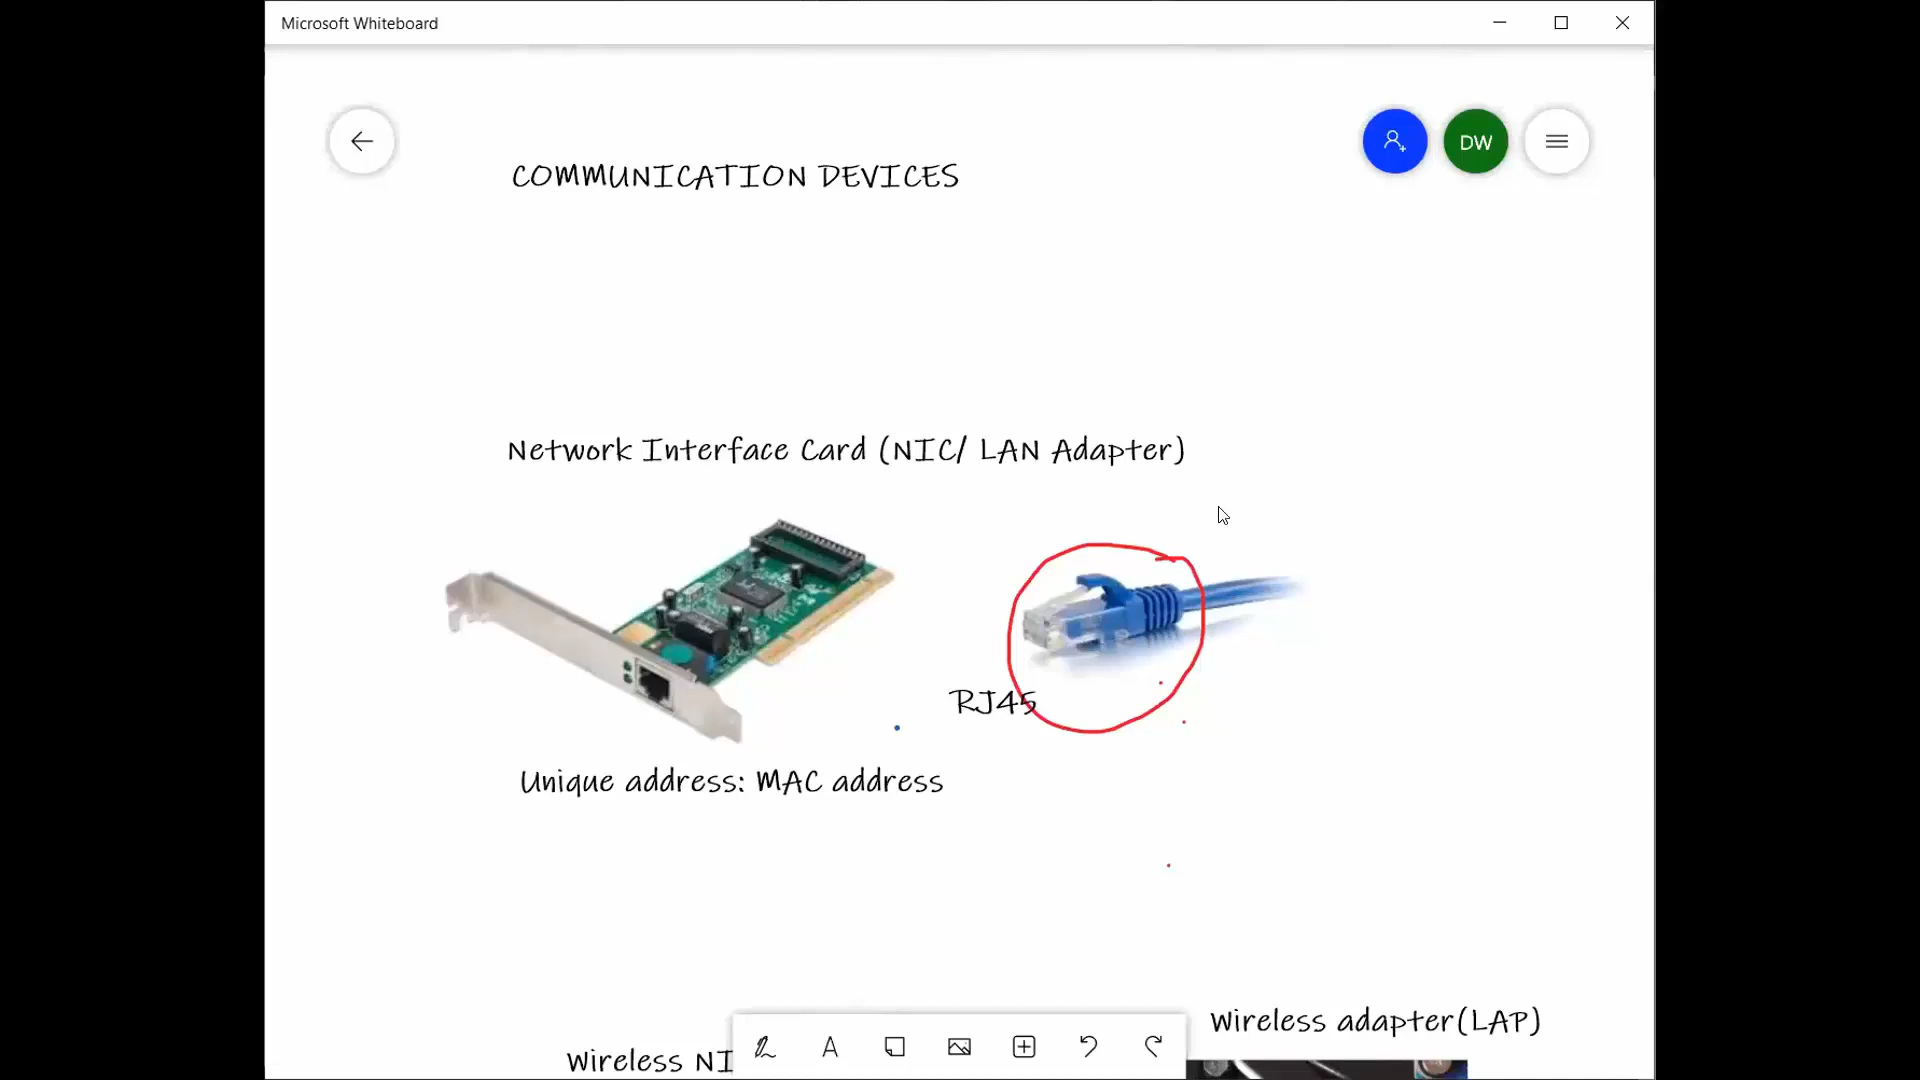 Microsoft Whiteboard
DW
COMMUNICATION DEVICES
Network Interface Card (NIC/ LAN Adapter)
RJ45
Unique address: MAC address
Wireless adapter(LAP)
Wireless NI